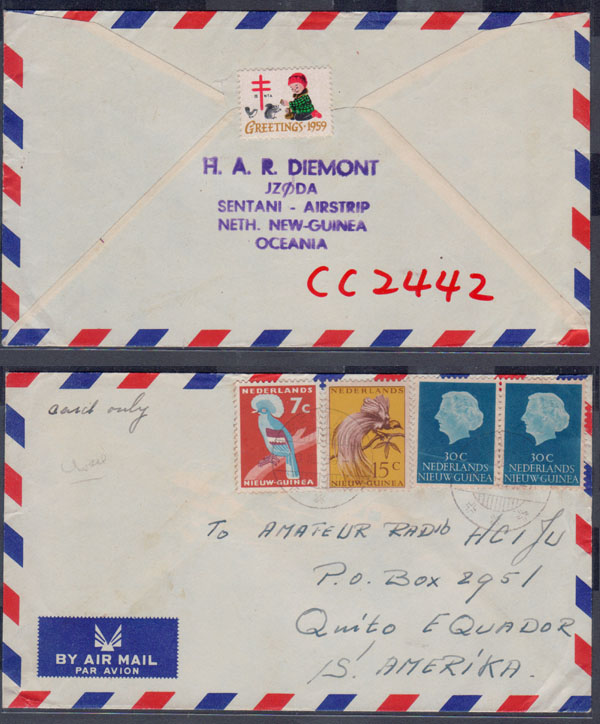 GREETINGS·1959
H. A. R. DIEMONT
JZØDA
SENTANI - AIRSTRIP
NETH. NEW-GUINEA
OCEANIA
CC2442
card only
NEDERLANDS
7c
NIEUW-GUINEA
NEDERLANDS
15c
NIEUW-GUINEA
30c
NEDERLANDS
NIEUW-GUINEA
30c
NEDERLANDS
NIEUW-GUINEA
TO AMATEUR RADIO HC1JU
P.O. BOX 2951
Quito EQUADOR
/S. AMERIKA.
BY AIR MAIL
PAR AVION